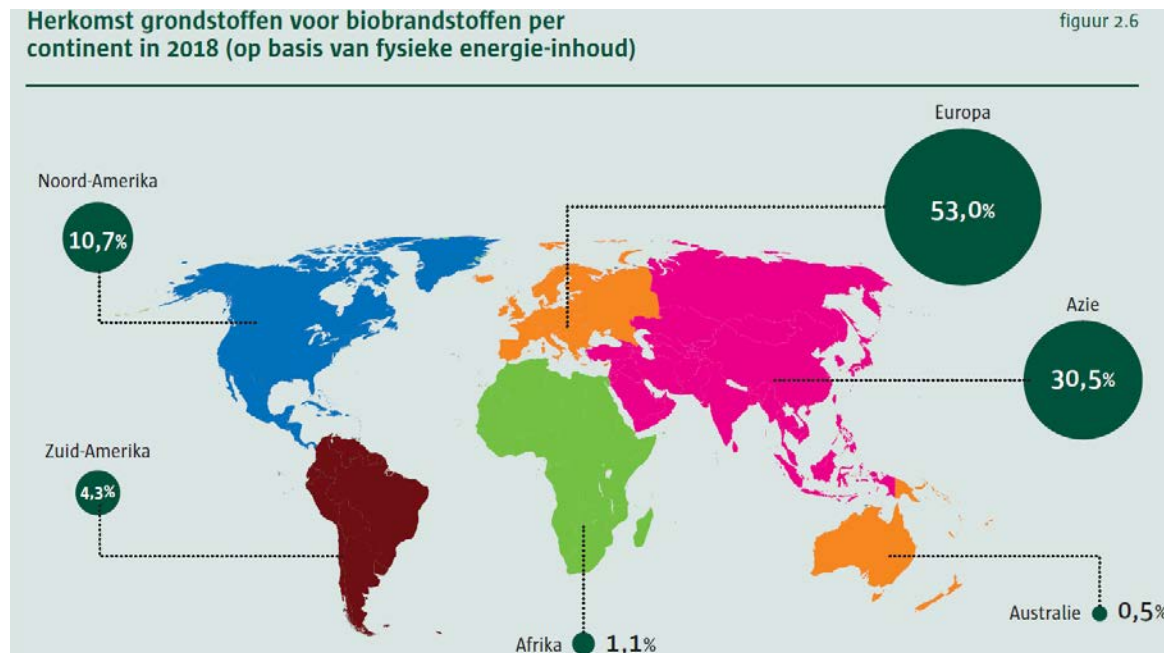 Herkomst grondstoffen voor biobrandstoffen per
continent in 2018 (op basis van fysieke energie-inhoud)
figuur 2.6
Europa
53,0%
Noord-Amerika
10,7%
Azie
30,5%
Zuid-Amerika
4,3%
Australie 0,5%
Afrika 1,1%